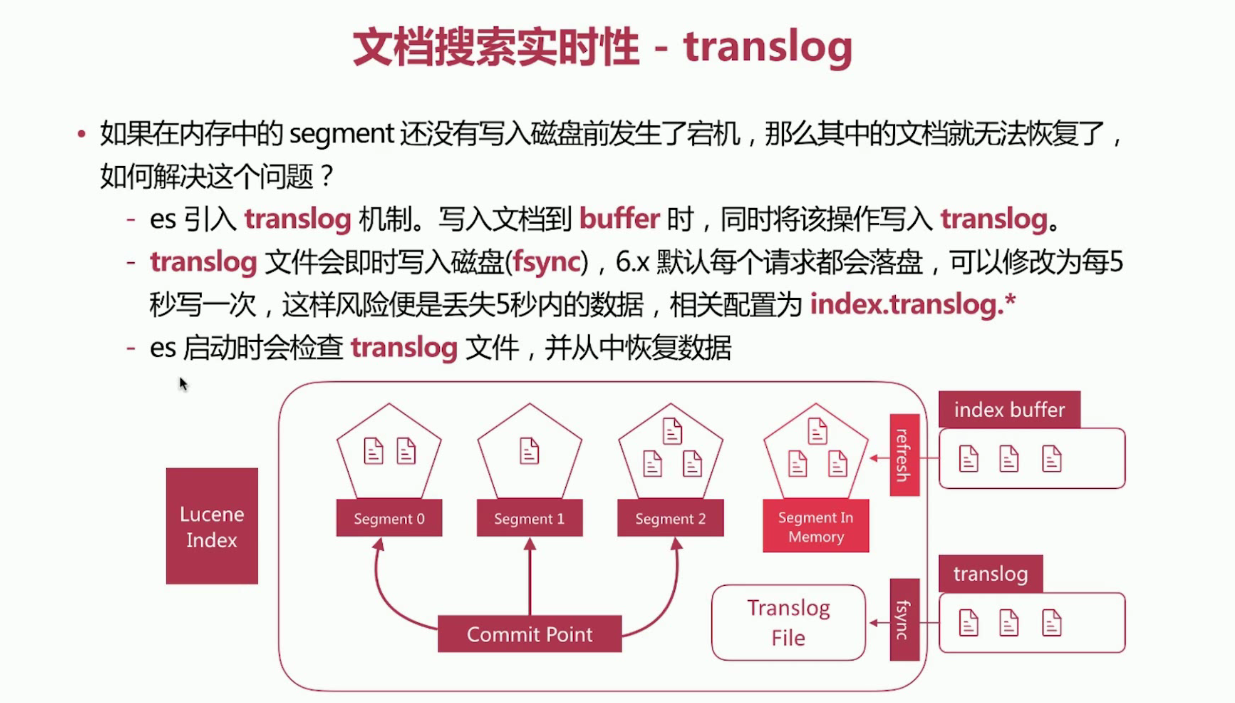 文档搜索实时性 - translog
• 如果在内存中的 segment 还没有写入磁盘前发生了宕机，那么其中的文档就无法恢复了，
如何解决这个问题？
- es 引入 translog 机制。写入文档到 buffer 时，同时将该操作写入 translog。
- translog 文件会即时写入磁盘(fsync)，6.x 默认每个请求都会落盘，可以修改为每5
秒写一次，这样风险便是丢失5秒内的数据，相关配置为 index.translog.*
- es 启动时会检查 translog 文件，并从中恢复数据
index buffer
refresh
Lucene
Index
Segment 0
Segment 1
Segment 2
Segment In
Memory
translog
Translog
File
fsync
Commit Point